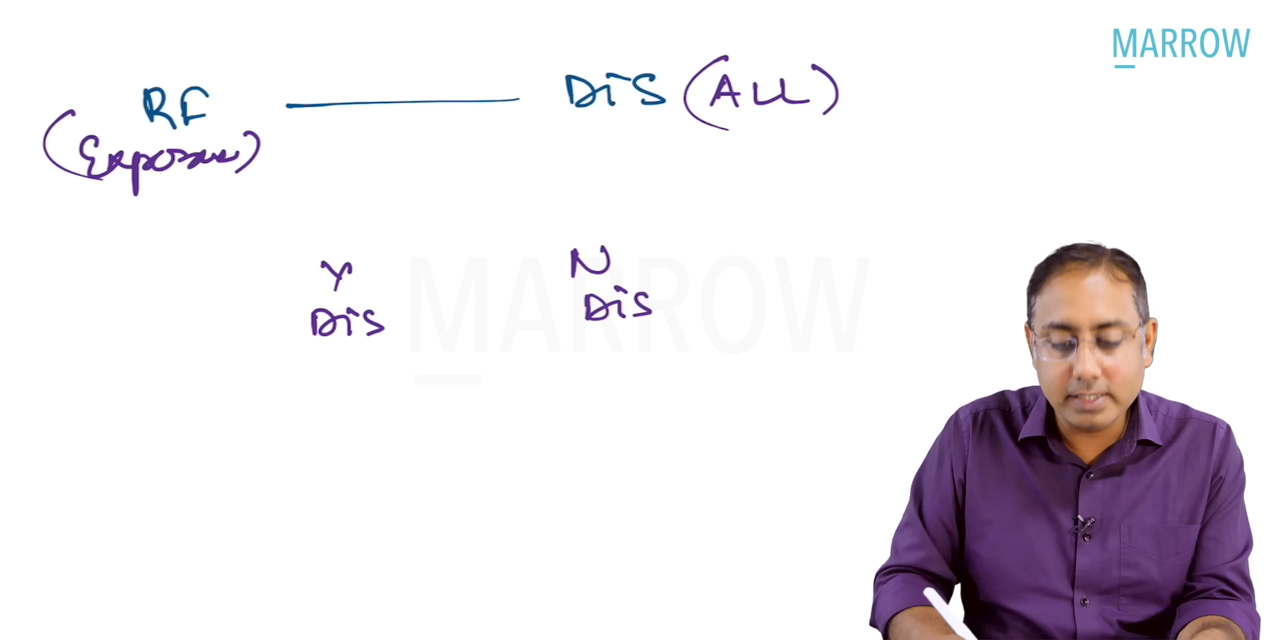 MARROW
RF ——— DIS (ALL)
(Exposure)
Y N
DIS DIS
MARROW